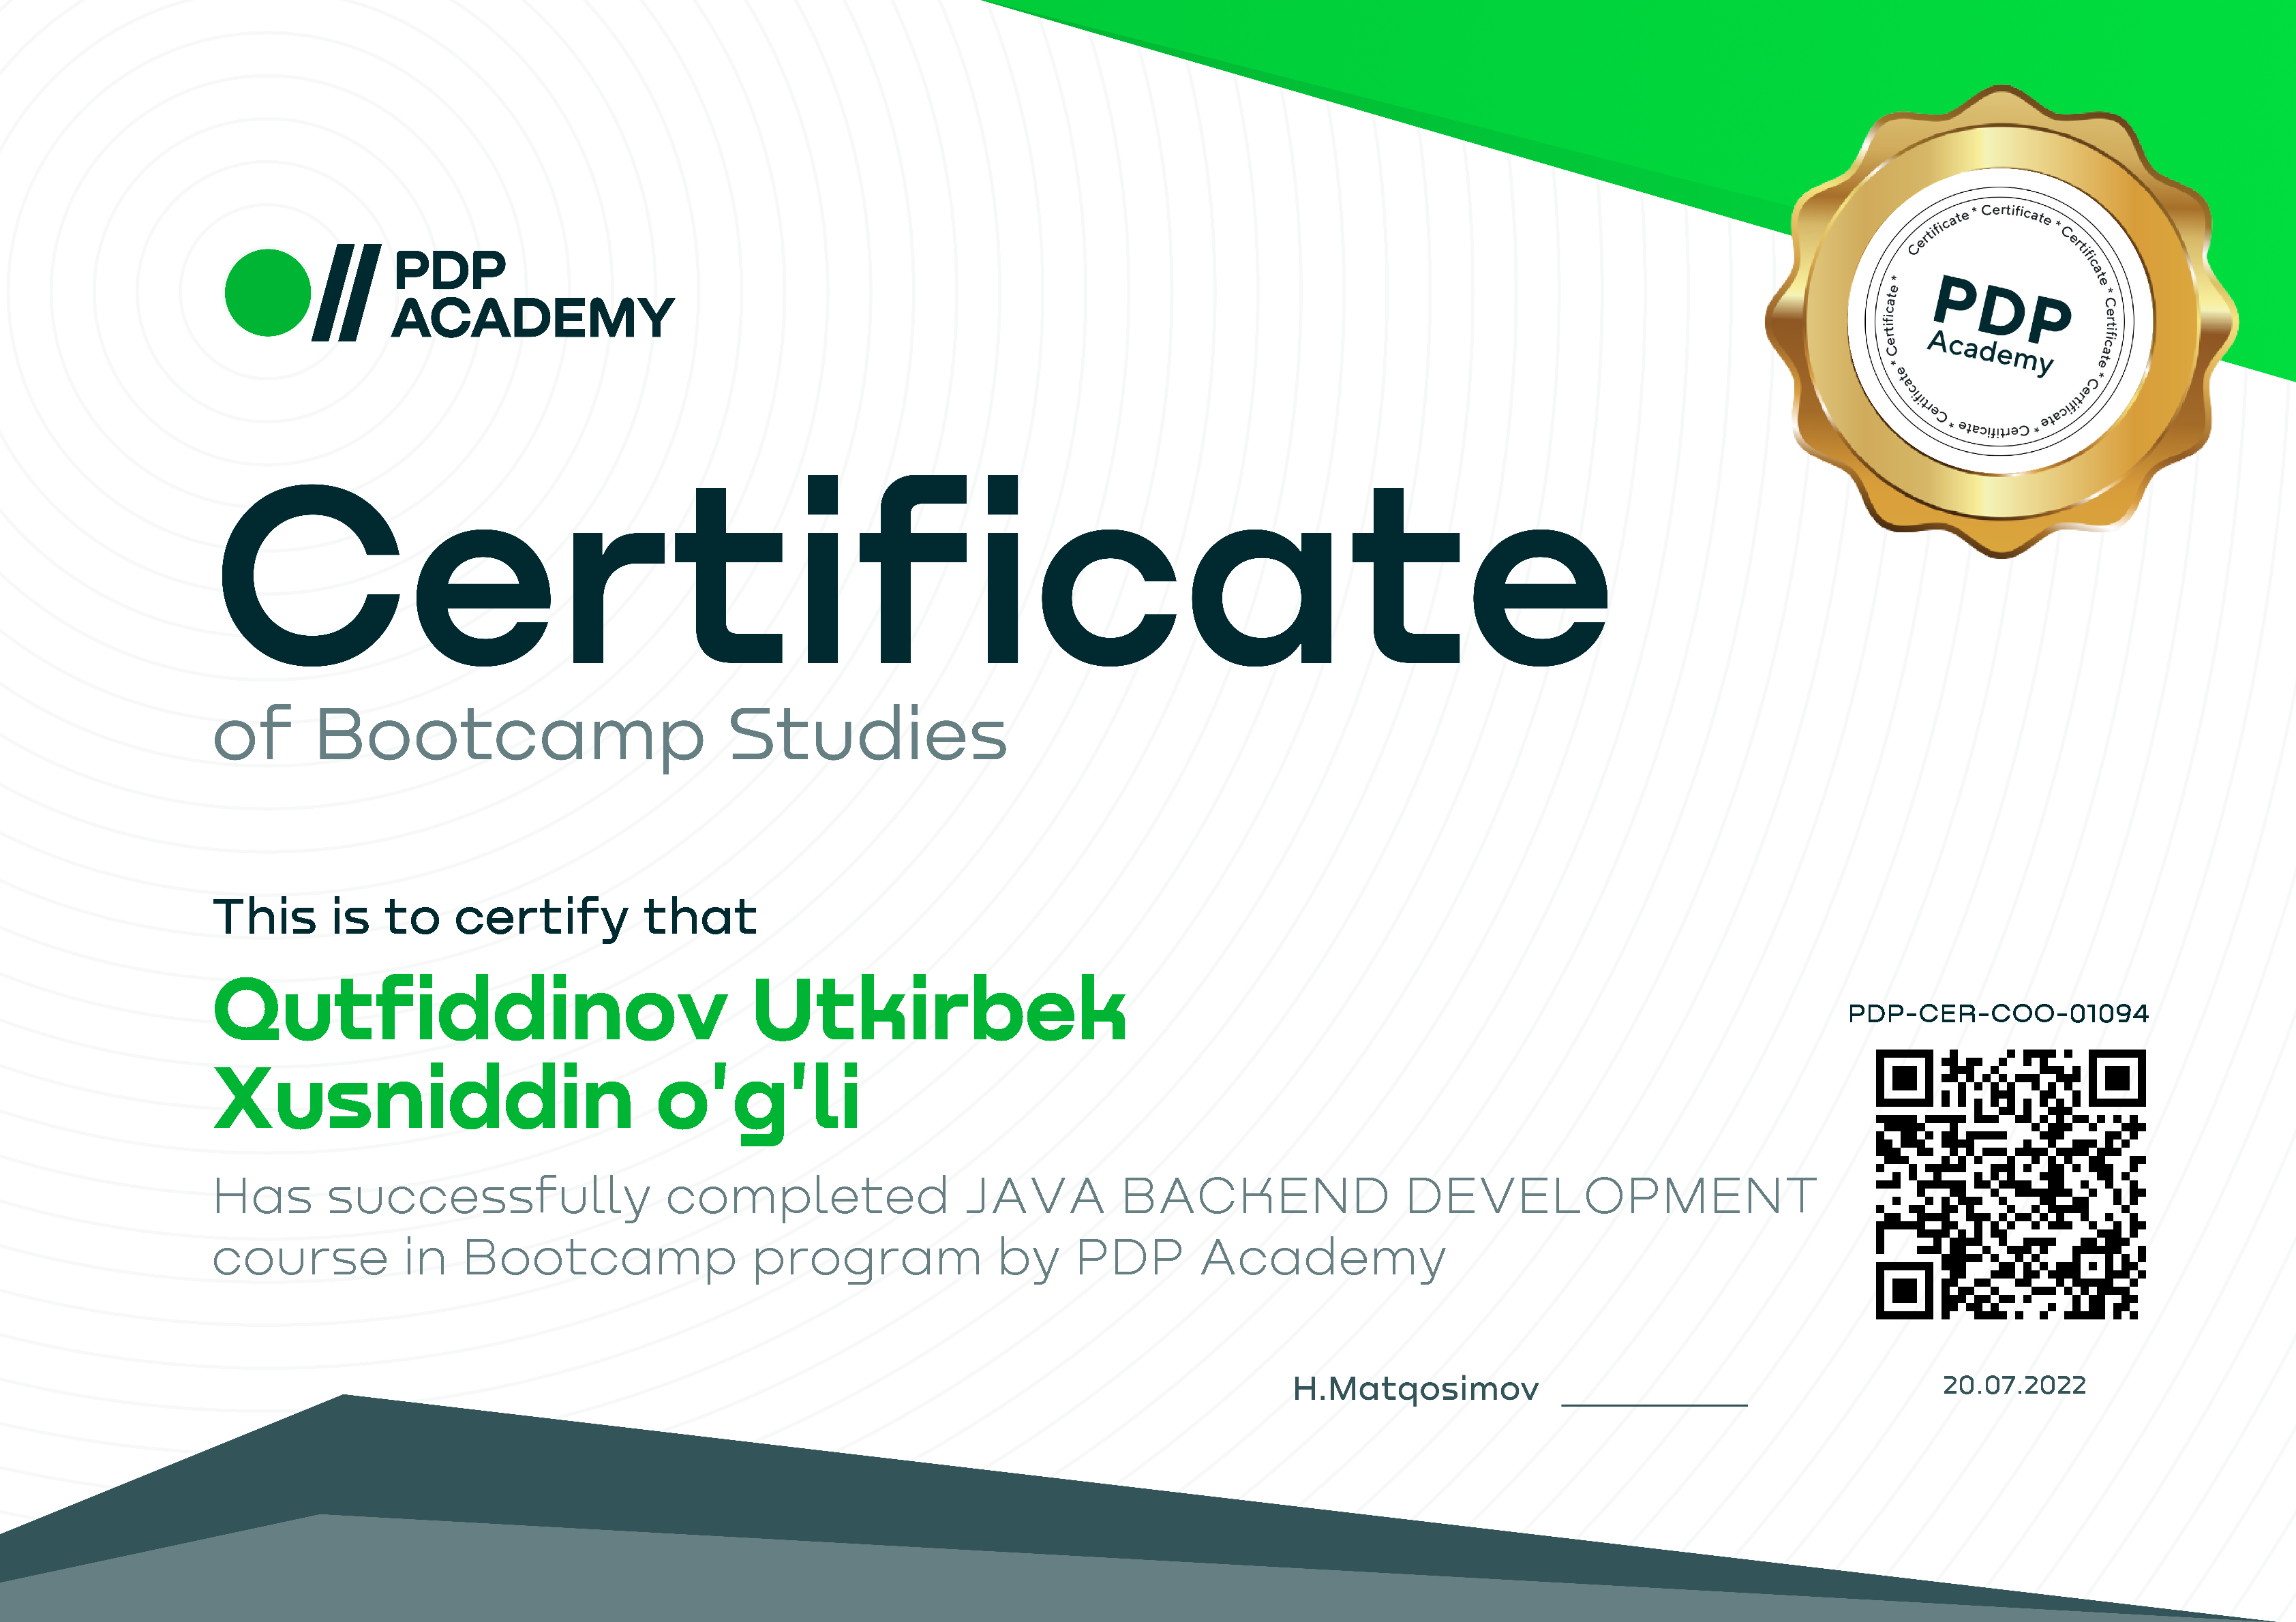 PDP
ACADEMY
Certificate * Certificate * Certificate * Certificate * Certificate * Certificate * Certificate * Certificate *
PDP
Academy
Certificate
of Bootcamp Studies
This is to certify that
Qutfiddinov Utkirbek
Xusniddin o'g'li
Has successfully completed JAVA BACKEND DEVELOPMENT
course in Bootcamp program by PDP Academy
PDP-CER-COO-01094
H.Matqosimov
20.07.2022